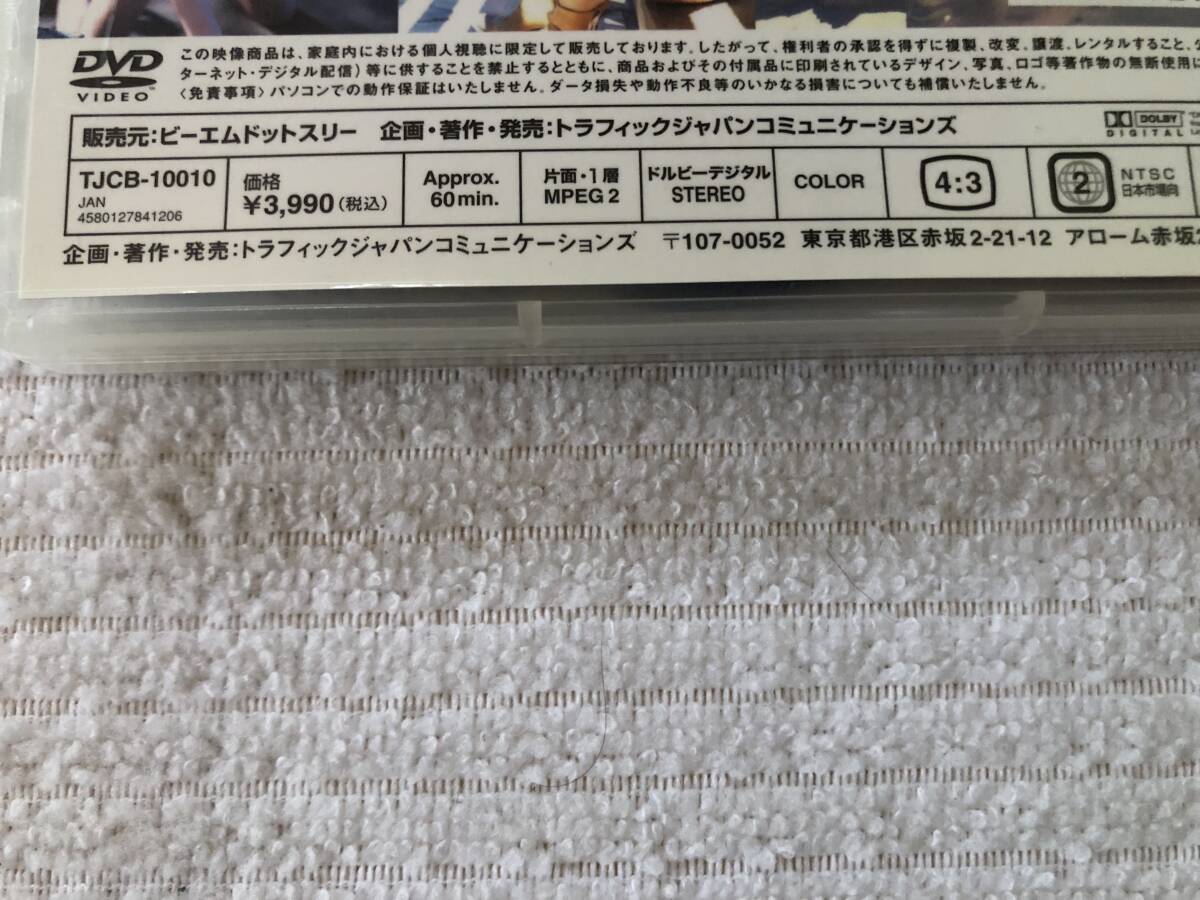 DVD
VIDEO™
この映像商品は、家庭内における個人視聴に限定して販売しております。したがって、権利者の承認を得ずに複製、改変、譲渡、レンタルすること、公
ターネット・デジタル配信）等に供することを禁止するとともに、商品およびその付属品に印刷されているデザイン、写真、ロゴ等著作物の無断使用に
〈免責事項〉パソコンでの動作保証はいたしません。ダータ損失や動作不良等のいかなる損害についても補償いたしません。
販売元：ビーエムドットスリー　企画・著作・発売：トラフィックジャパンコミュニケーションズ
DOLBY
DIGITAL
TJCB-10010
JAN
4580127841206
価格
¥3,990（税込）
Approx.
60min.
片面・1層
MPEG 2
ドルビーデジタル
STEREO
COLOR
4:3
2
NTSC
日本市場向
企画・著作・発売：トラフィックジャパンコミュニケーションズ　〒107-0052　東京都港区赤坂2-21-12　アローム赤坂2